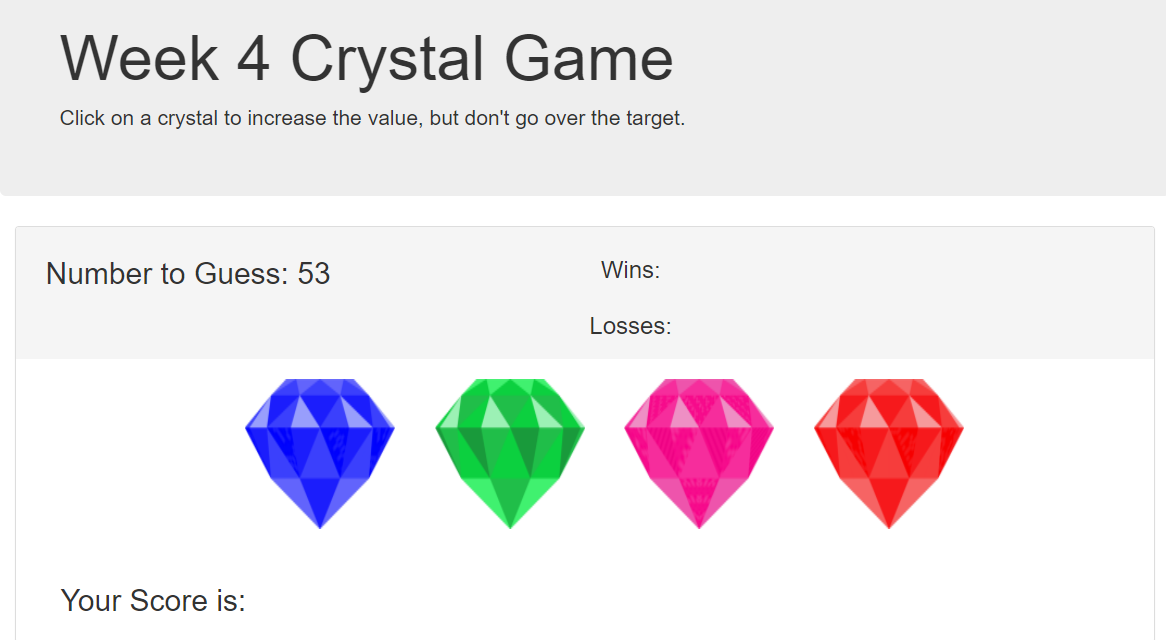 Week 4 Crystal Game
Click on a crystal to increase the value, but don't go over the target.
Number to Guess: 53
Wins:
Losses:
Your Score is: